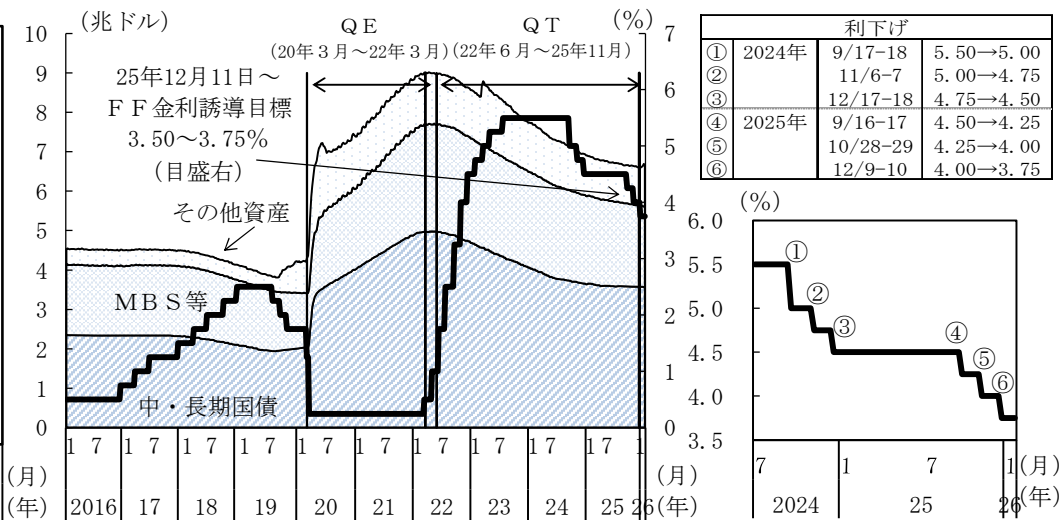 (兆ドル)
(%)
QE
QT
(20年3月～22年3月)
(22年6月～25年11月)
25年12月11日～
FF金利誘導目標
3.50～3.75%
(目盛右)
その他資産
MBS等
中・長期国債
10
9
8
7
6
5
4
3
2
1
0
7
6
5
4
3
2
1
0
1 7 1 7 1 7 1 7 1 7 1 7 1 7 1 7 1 7 1 7 1
(月)
(月)
(年) 2016 17 18 19 20 21 22 23 24 25 26 (年)
利下げ
① 2024年 9/17-18 5.50→5.00
② 11/6-7 5.00→4.75
③ 12/17-18 4.75→4.50
④ 2025年 9/16-17 4.50→4.25
⑤ 10/28-29 4.25→4.00
⑥ 12/9-10 4.00→3.75
(%)
6.0
5.5
5.0
4.5
4.0
3.5
①
②
③
④
⑤
⑥
7 1 7 1 (月)
2024 25 26 (年)